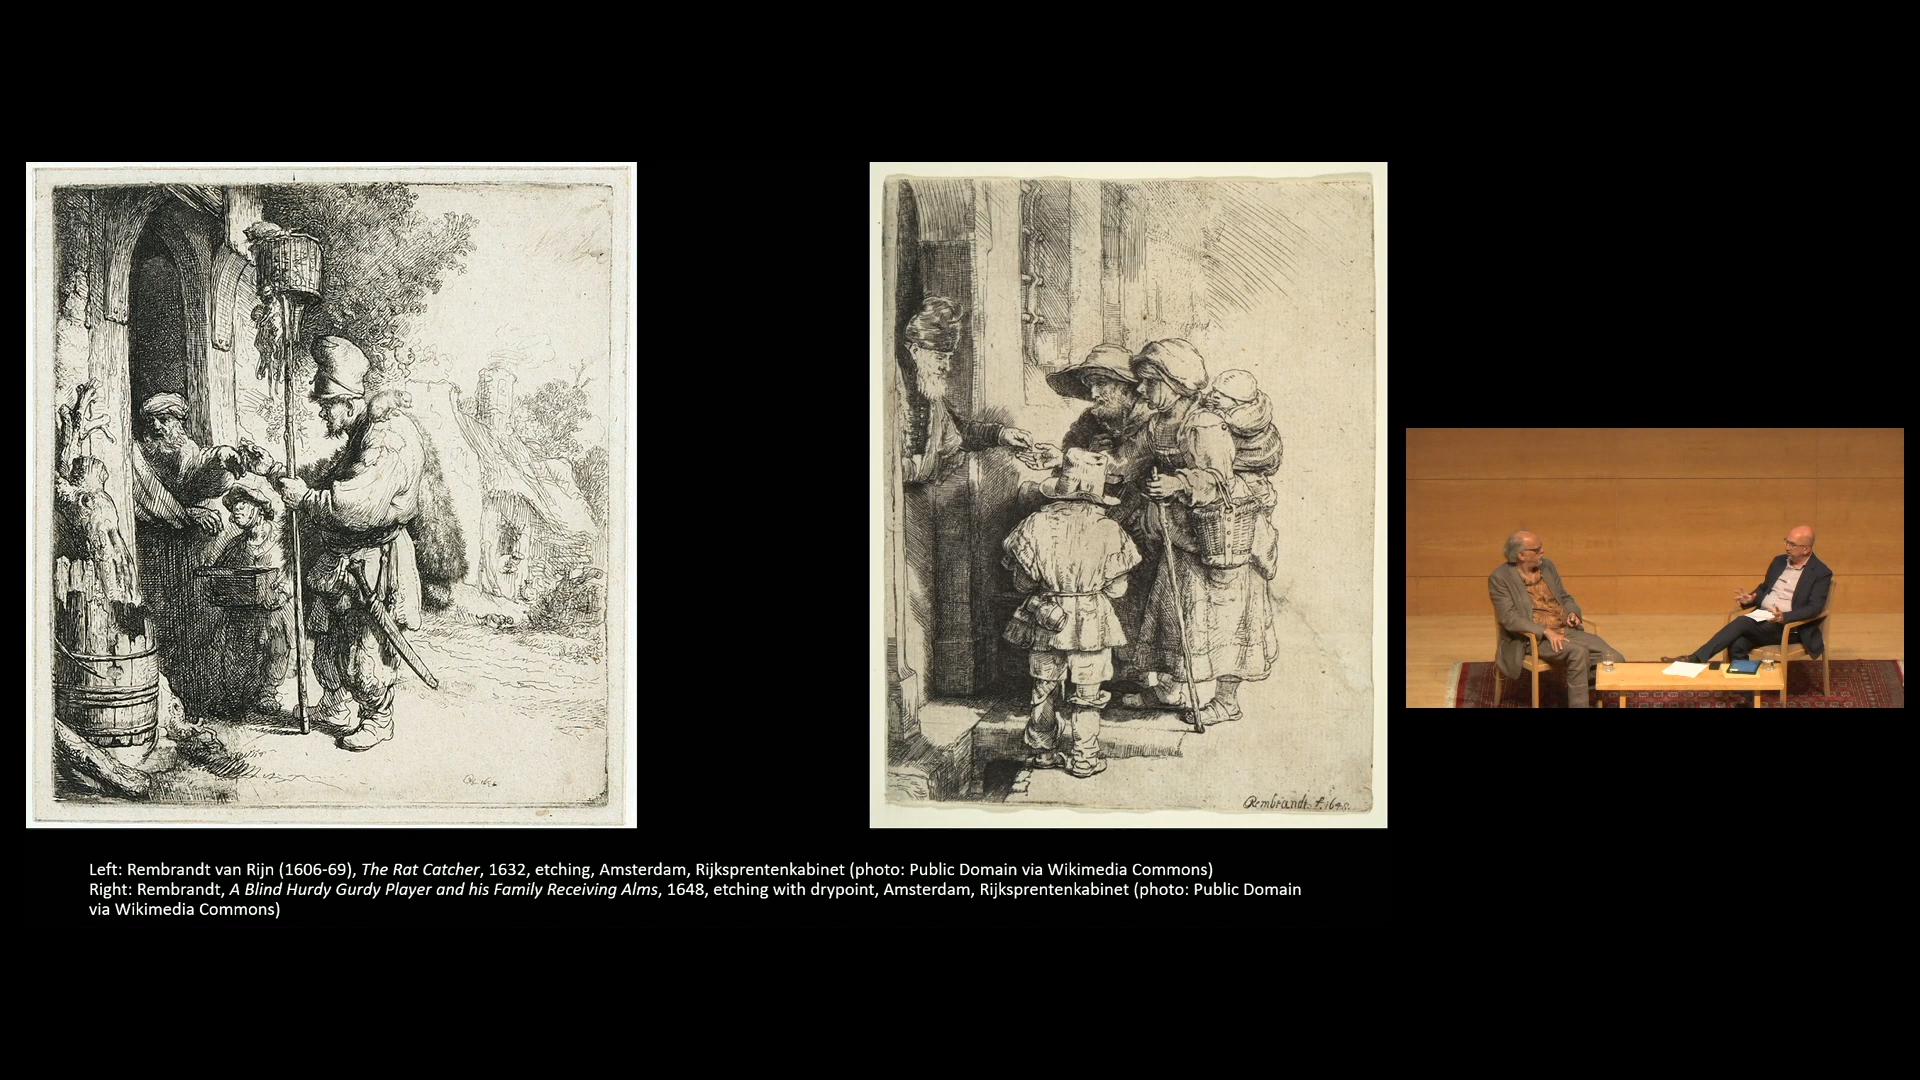 Rembrandt f. 1648.
Left: Rembrandt van Rijn (1606-69), The Rat Catcher, 1632, etching, Amsterdam, Rijksprentenkabinet (photo: Public Domain via Wikimedia Commons)
Right: Rembrandt, A Blind Hurdy Gurdy Player and his Family Receiving Alms, 1648, etching with drypoint, Amsterdam, Rijksprentenkabinet (photo: Public Domain
via Wikimedia Commons)